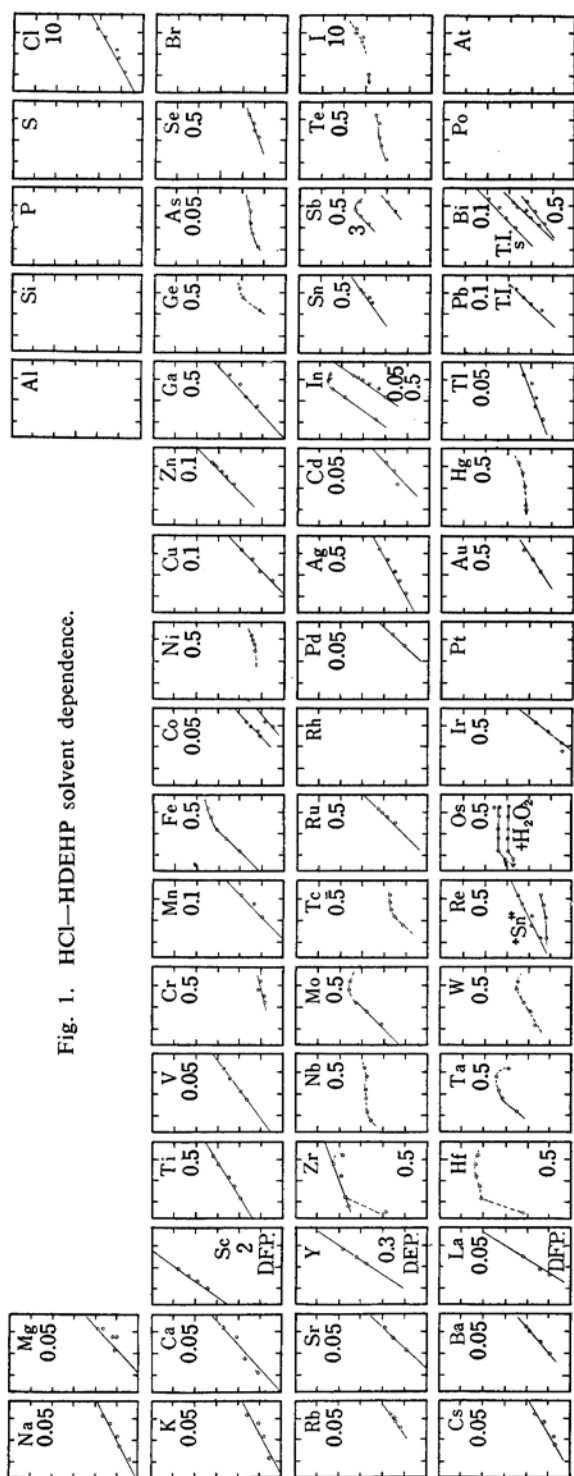 Fig. 1. HCl—HDEHP solvent dependence.
Na
0.05
Mg
0.05
Al
Si
P
S
Cl
10
K
0.05
Ca
0.05
Sc
2
D.F.P.
Ti
0.5
V
0.05
Cr
0.5
Mn
0.1
Fe
0.5
Co
0.05
Ni
0.5
Cu
0.1
Zn
0.1
Ga
0.5
Ge
0.5
As
0.05
Se
0.5
Br
Rb
0.05
Sr
0.05
Y
0.3
D.F.P.
Zr
0.5
Nb
0.5
Mo
0.5
Tc
0.5
Ru
0.5
Rh
Pd
0.05
Ag
0.5
Cd
0.05
In
0.05
0.5
Sn
0.5
Sb
0.5
3
Te
0.5
I
10
Cs
0.05
Ba
0.05
La
0.05
D.F.P.
Hf
0.5
Ta
0.5
W
0.5
Re
0.5
+Sn
Os
0.5
+H₂O₂
Ir
0.5
Pt
Au
0.5
Hg
0.5
Tl
0.05
Pb
0.1
T.I.
Bi
0.1
T.I.
s
0.5
Po
At